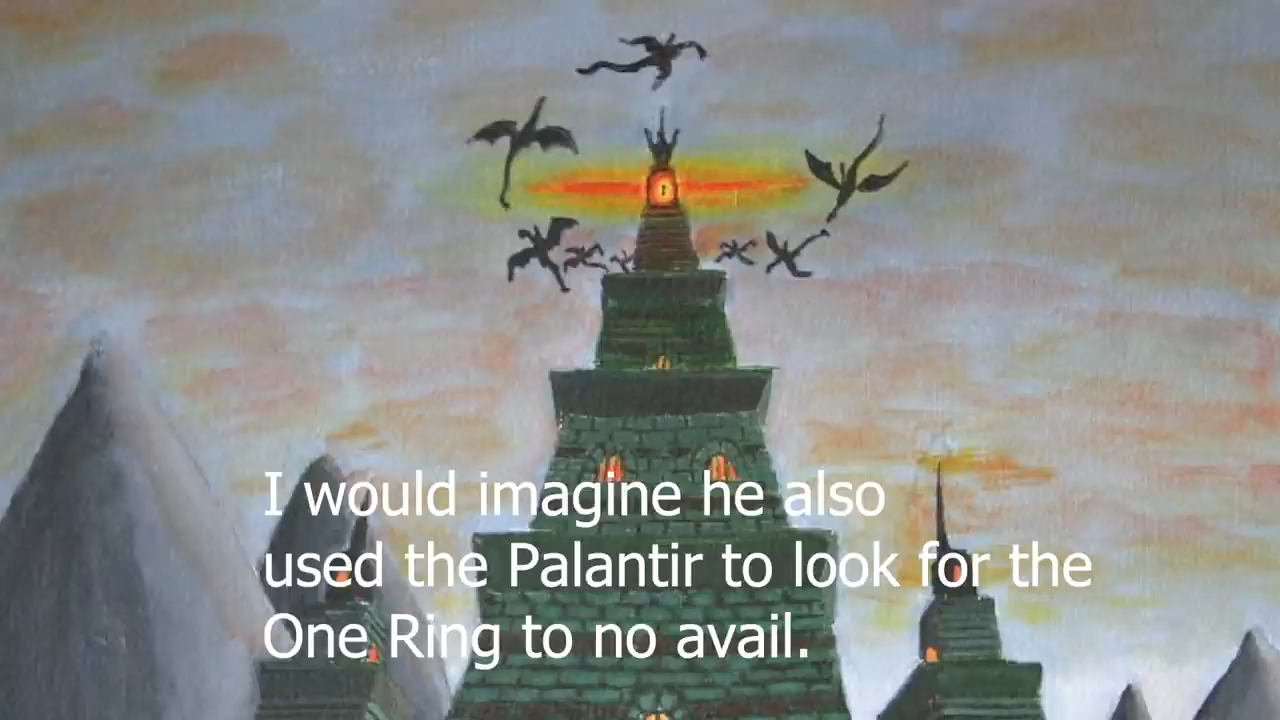 I would imagine he also
used the Palantir to look for the
One Ring to no avail.